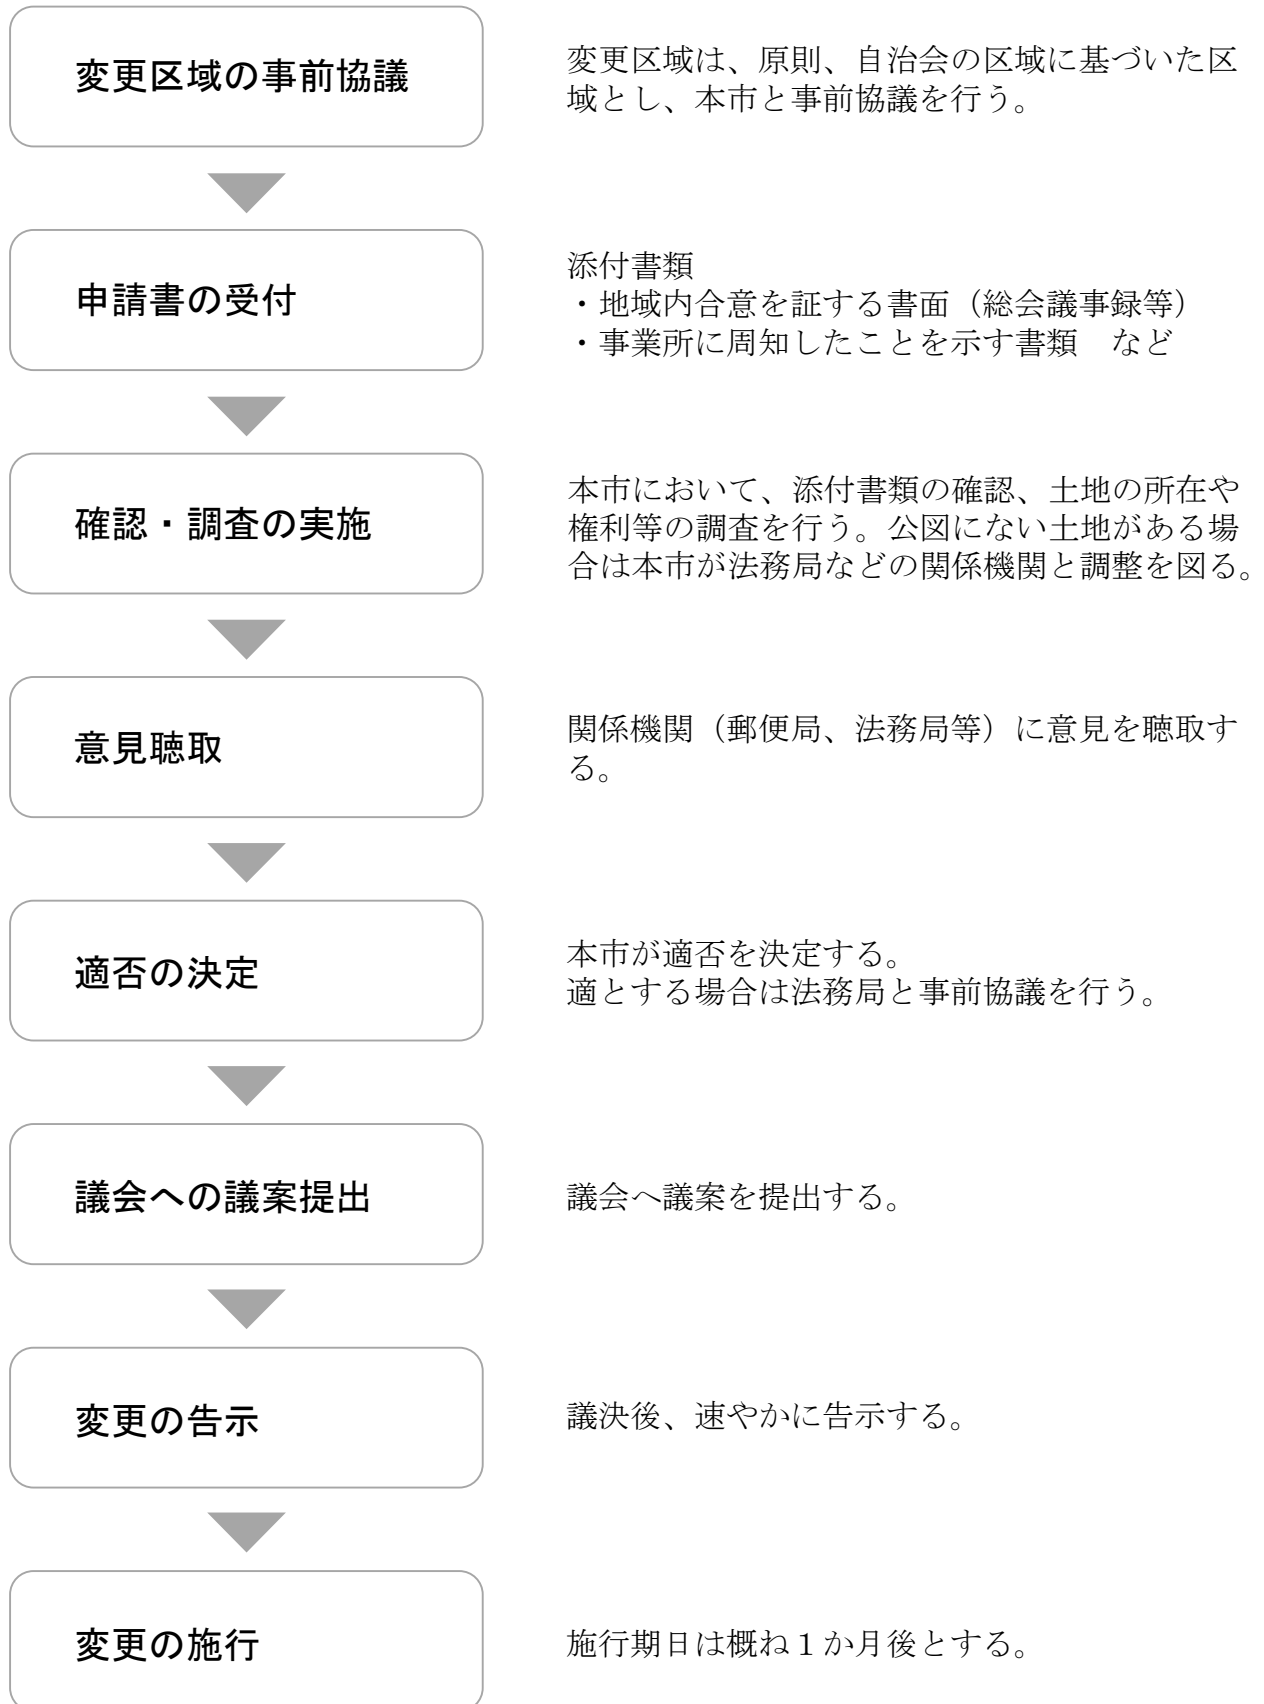 変更区域の事前協議
変更区域は、原則、自治会の区域に基づいた区
域とし、本市と事前協議を行う。
申請書の受付
添付書類
・地域内合意を証する書面（総会議事録等）
・事業所に周知したことを示す書類　など
確認・調査の実施
本市において、添付書類の確認、土地の所在や
権利等の調査を行う。公図にない土地がある場
合は本市が法務局などの関係機関と調整を図る。
意見聴取
関係機関（郵便局、法務局等）に意見を聴取す
る。
適否の決定
本市が適否を決定する。
適とする場合は法務局と事前協議を行う。
議会への議案提出
議会へ議案を提出する。
変更の告示
議決後、速やかに告示する。
変更の施行
施行期日は概ね１か月後とする。